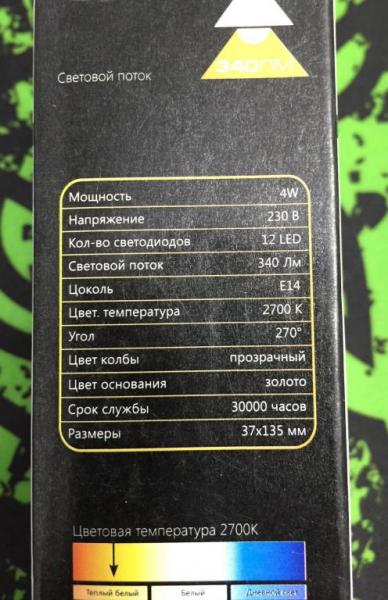 340ЛМ
Световой поток
Мощность 4W
Напряжение 230 В
Кол-во светодиодов 12 LED
Световой поток 340 Лм
Цоколь E14
Цвет. температура 2700 К
Угол 270°
Цвет колбы прозрачный
Цвет основания золото
Срок службы 30000 часов
Размеры 37x135 мм
Цветовая температура 2700К
Теплый белый Белый Дневной свет